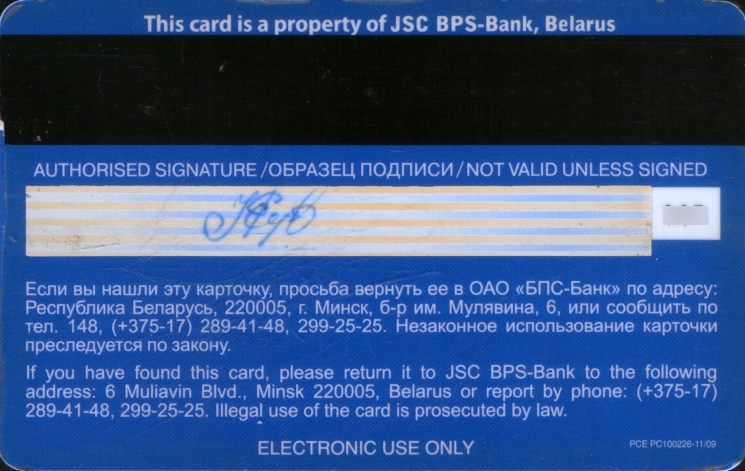 This card is a property of JSC BPS-Bank, Belarus
AUTHORISED SIGNATURE / ОБРАЗЕЦ ПОДПИСИ / NOT VALID UNLESS SIGNED
Если вы нашли эту карточку, просьба вернуть ее в ОАО «БПС-Банк» по адресу:
Республика Беларусь, 220005, г. Минск, б-р им. Мулявина, 6, или сообщить по
тел. 148, (+375-17) 289-41-48, 299-25-25. Незаконное использование карточки
преследуется по закону.
If you have found this card, please return it to JSC BPS-Bank to the following
address: 6 Muliavin Blvd., Minsk 220005, Belarus or report by phone: (+375-17)
289-41-48, 299-25-25. Illegal use of the card is prosecuted by law.
ELECTRONIC USE ONLY
PCE PC100226-11/09